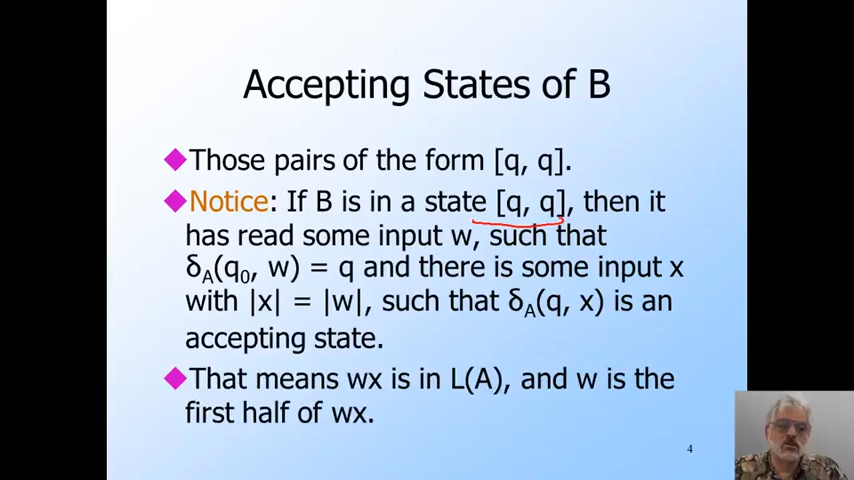 Accepting States of B
Those pairs of the form [q, q].
Notice: If B is in a state [q, q], then it
has read some input w, such that
δA(q0, w) = q and there is some input x
with |x| = |w|, such that δA(q, x) is an
accepting state.
That means wx is in L(A), and w is the
first half of wx.
4